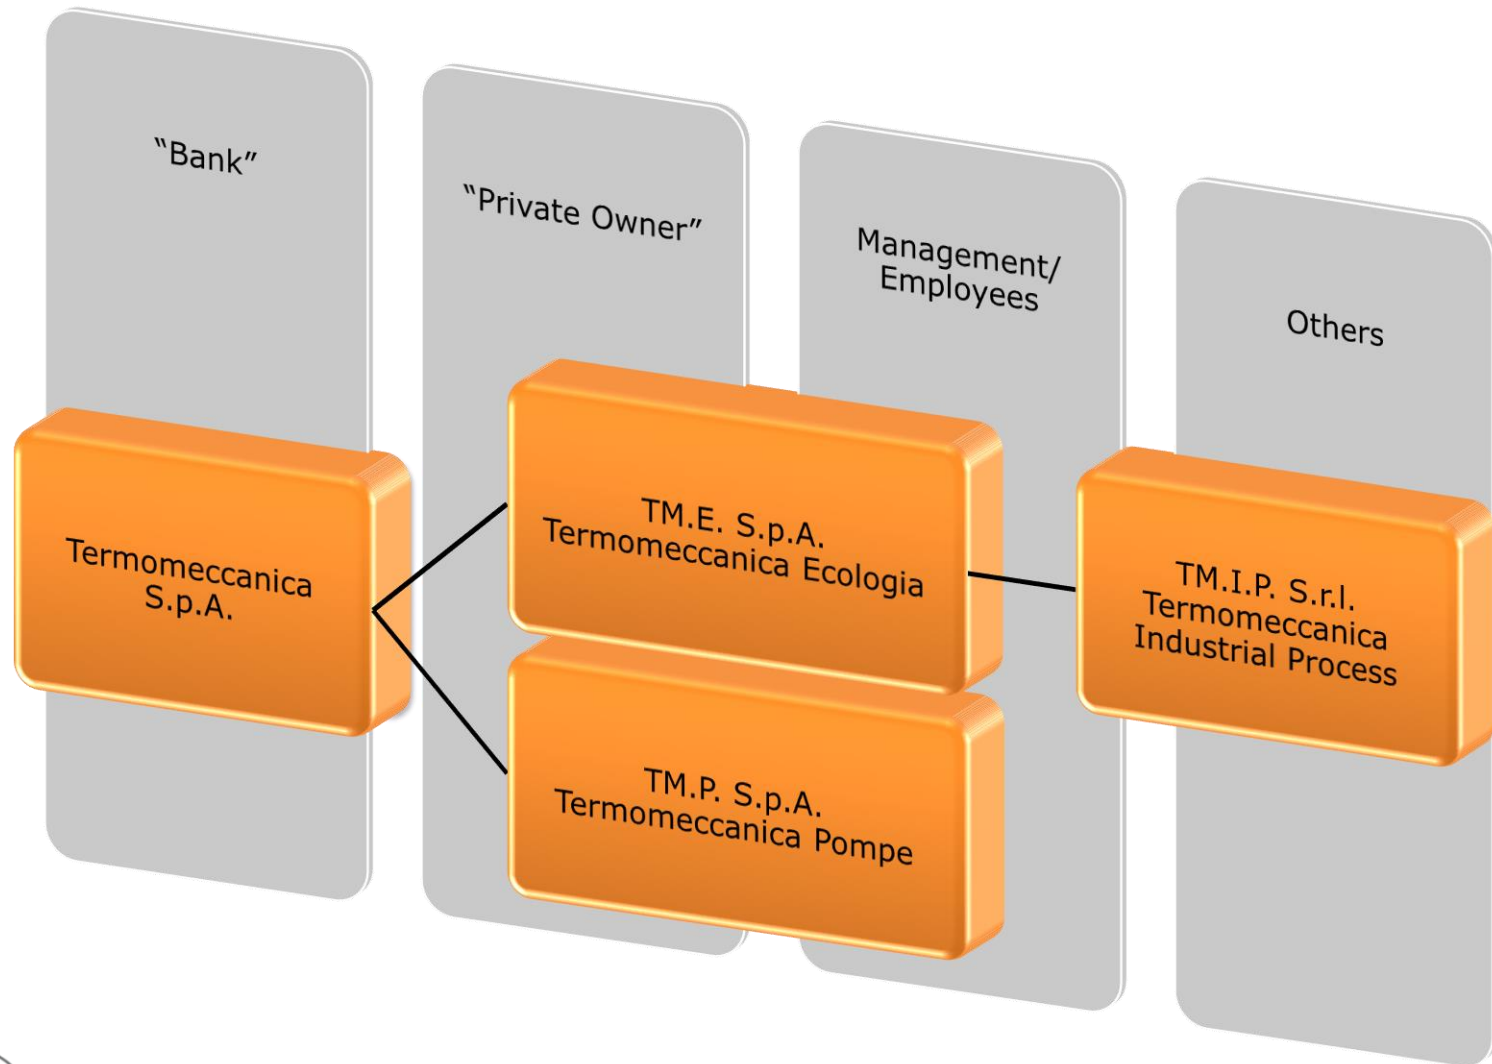 “Bank”
“Private Owner”
Management/
Employees
Others
Termomeccanica
S.p.A.
TM.E. S.p.A.
Termomeccanica Ecologia
TM.P. S.p.A.
Termomeccanica Pompe
TM.I.P. S.r.l.
Termomeccanica
Industrial Process